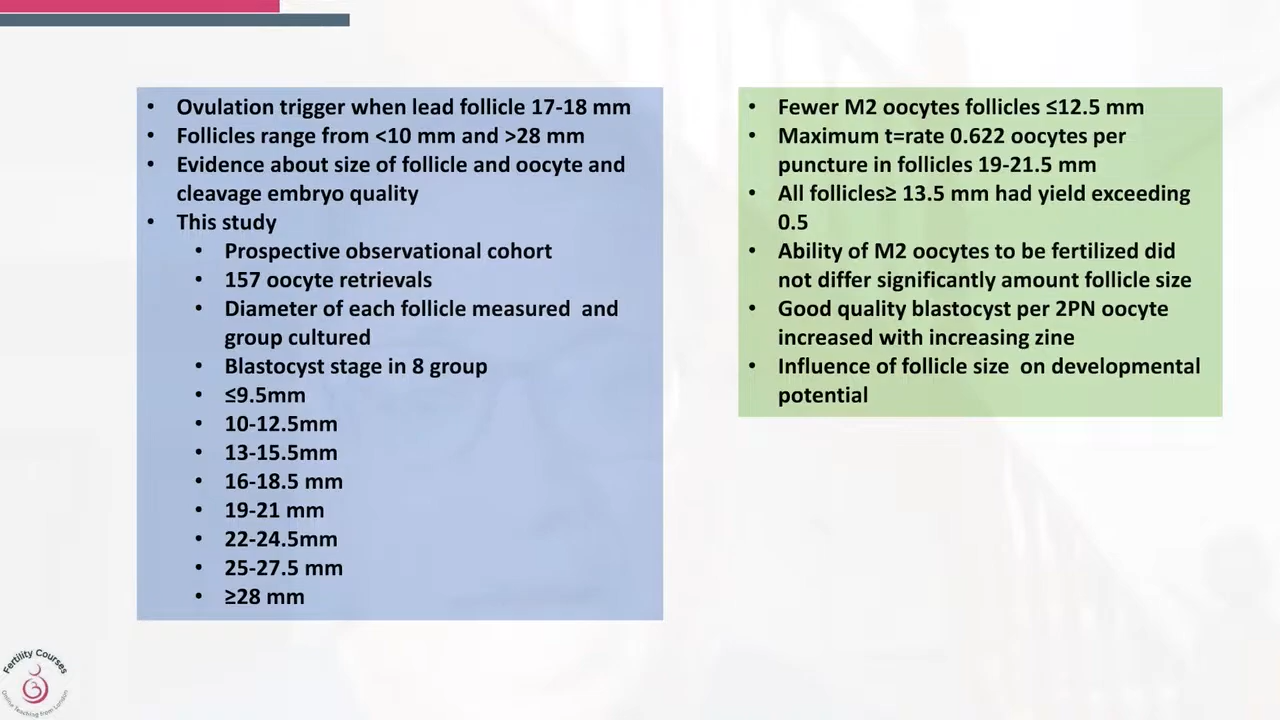 • Ovulation trigger when lead follicle 17-18 mm
• Follicles range from <10 mm and >28 mm
• Evidence about size of follicle and oocyte and
cleavage embryo quality
• This study
• Prospective observational cohort
• 157 oocyte retrievals
• Diameter of each follicle measured and
group cultured
• Blastocyst stage in 8 group
• ≤9.5mm
• 10-12.5mm
• 13-15.5mm
• 16-18.5 mm
• 19-21 mm
• 22-24.5mm
• 25-27.5 mm
• ≥28 mm
• Fewer M2 oocytes follicles ≤12.5 mm
• Maximum t=rate 0.622 oocytes per
puncture in follicles 19-21.5 mm
• All follicles≥ 13.5 mm had yield exceeding
0.5
• Ability of M2 oocytes to be fertilized did
not differ significantly amount follicle size
• Good quality blastocyst per 2PN oocyte
increased with increasing zine
• Influence of follicle size on developmental
potential
Fertility Courses
Online Teaching from London